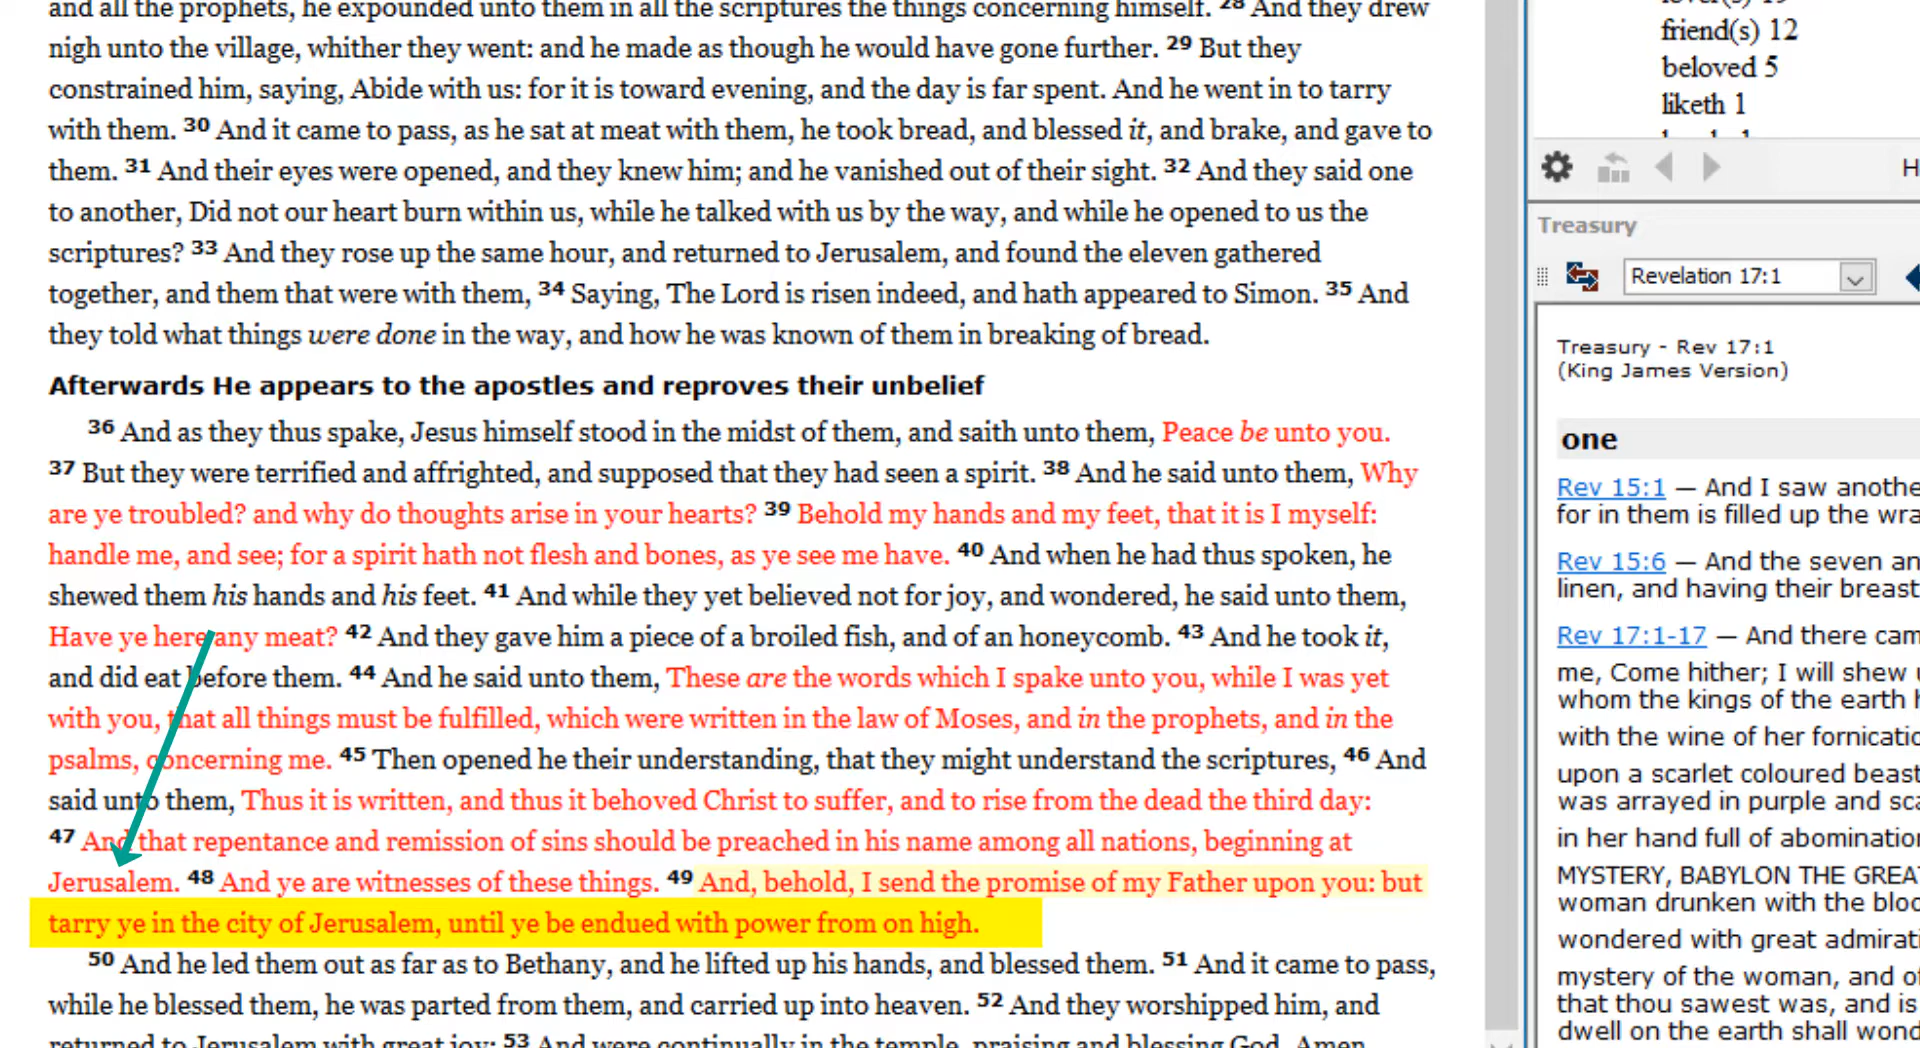 and all the prophets, he expounded unto them in all the scriptures the things concerning himself. 28 And they drew
nigh unto the village, whither they went: and he made as though he would have gone further. 29 But they
constrained him, saying, Abide with us: for it is toward evening, and the day is far spent. And he went in to tarry
with them. 30 And it came to pass, as he sat at meat with them, he took bread, and blessed it, and brake, and gave to
them. 31 And their eyes were opened, and they knew him; and he vanished out of their sight. 32 And they said one
to another, Did not our heart burn within us, while he talked with us by the way, and while he opened to us the
scriptures? 33 And they rose up the same hour, and returned to Jerusalem, and found the eleven gathered
together, and them that were with them, 34 Saying, The Lord is risen indeed, and hath appeared to Simon. 35 And
they told what things were done in the way, and how he was known of them in breaking of bread.
Afterwards He appears to the apostles and reproves their unbelief
36 And as they thus spake, Jesus himself stood in the midst of them, and saith unto them, Peace be unto you.
37 But they were terrified and affrighted, and supposed that they had seen a spirit. 38 And he said unto them, Why
are ye troubled? and why do thoughts arise in your hearts? 39 Behold my hands and my feet, that it is I myself:
handle me, and see; for a spirit hath not flesh and bones, as ye see me have. 40 And when he had thus spoken, he
shewed them his hands and his feet. 41 And while they yet believed not for joy, and wondered, he said unto them,
Have ye here any meat? 42 And they gave him a piece of a broiled fish, and of an honeycomb. 43 And he took it,
and did eat before them. 44 And he said unto them, These are the words which I spake unto you, while I was yet
with you, that all things must be fulfilled, which were written in the law of Moses, and in the prophets, and in the
psalms, concerning me. 45 Then opened he their understanding, that they might understand the scriptures, 46 And
said unto them, Thus it is written, and thus it behoved Christ to suffer, and to rise from the dead the third day:
47 And that repentance and remission of sins should be preached in his name among all nations, beginning at
Jerusalem. 48 And ye are witnesses of these things. 49 And, behold, I send the promise of my Father upon you: but
tarry ye in the city of Jerusalem, until ye be endued with power from on high.
50 And he led them out as far as to Bethany, and he lifted up his hands, and blessed them. 51 And it came to pass,
while he blessed them, he was parted from them, and carried up into heaven. 52 And they worshipped him, and
returned to Jerusalem with great joy: 53 And were continually in the temple, praising and blessing God. Amen.
friend(s) 12
beloved 5
liketh 1
H
Treasury
Revelation 17:1
Treasury - Rev 17:1
(King James Version)
one
Rev 15:1 — And I saw anothe
for in them is filled up the wra
Rev 15:6 — And the seven an
linen, and having their breast
Rev 17:1-17 — And there cam
me, Come hither; I will shew u
whom the kings of the earth h
with the wine of her fornicatio
upon a scarlet coloured beast
was arrayed in purple and sca
in her hand full of abomination
MYSTERY, BABYLON THE GREAT
woman drunken with the bloo
wondered with great admirati
mystery of the woman, and of
that thou sawest was, and is
dwell on the earth shall wond